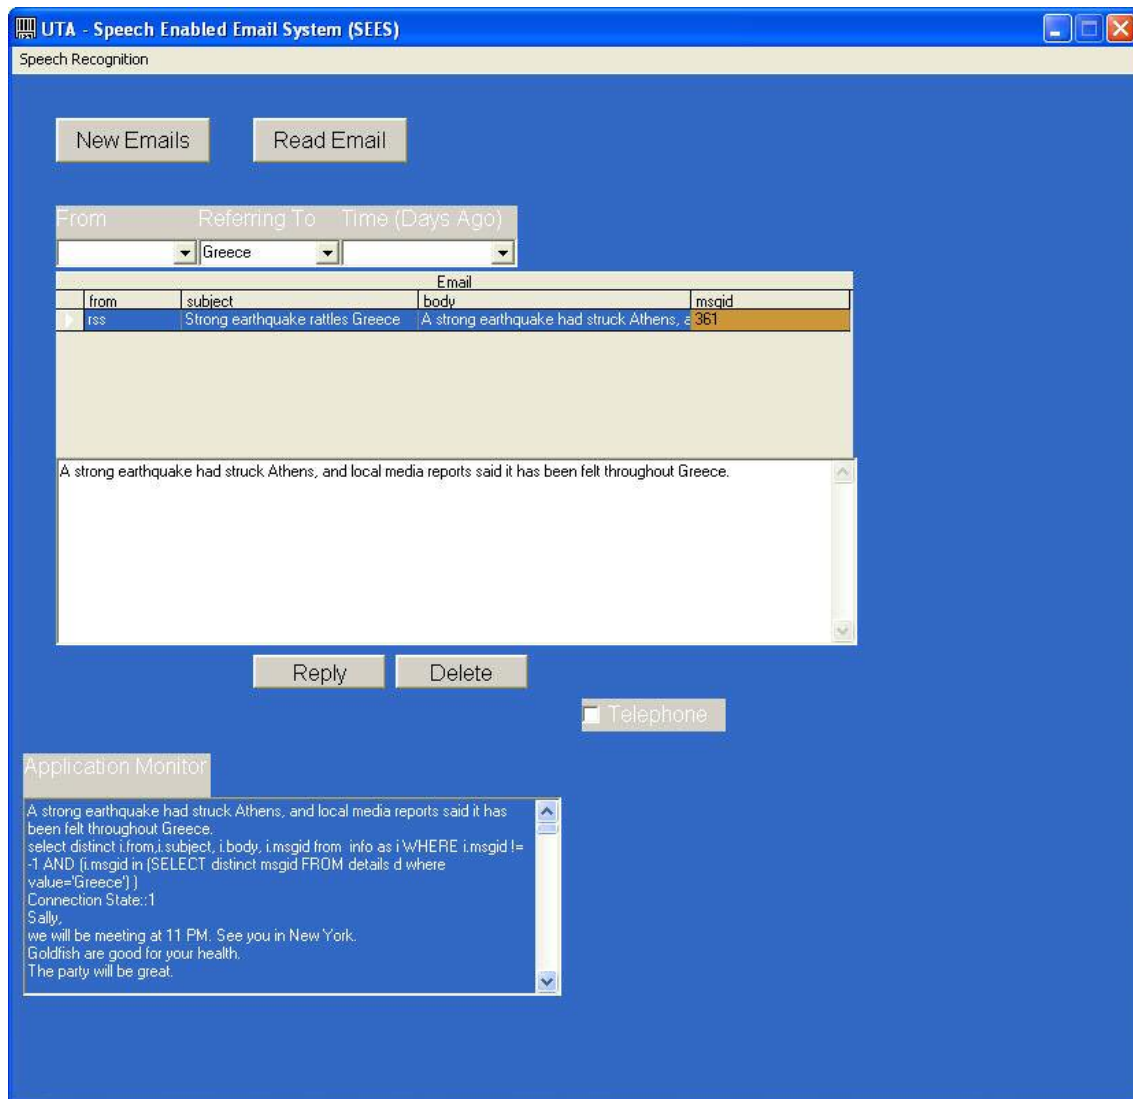 UTA - Speech Enabled Email System (SEES)
Speech Recognition
New Emails Read Email
From Referring To Time (Days Ago)
Greece
Email
from subject body msgid
rss Strong earthquake rattles Greece A strong earthquake had struck Athens, a 361
A strong earthquake had struck Athens, and local media reports said it has been felt throughout Greece.
Reply Delete
Telephone
Application Monitor
A strong earthquake had struck Athens, and local media reports said it has
been felt throughout Greece.
select distinct i.from,i.subject, i.body, i.msgid from info as i WHERE i.msgid !=
-1 AND (i.msgid in (SELECT distinct msgid FROM details d where
value='Greece') )
Connection State::1
Sally,
we will be meeting at 11 PM. See you in New York.
Goldfish are good for your health.
The party will be great.